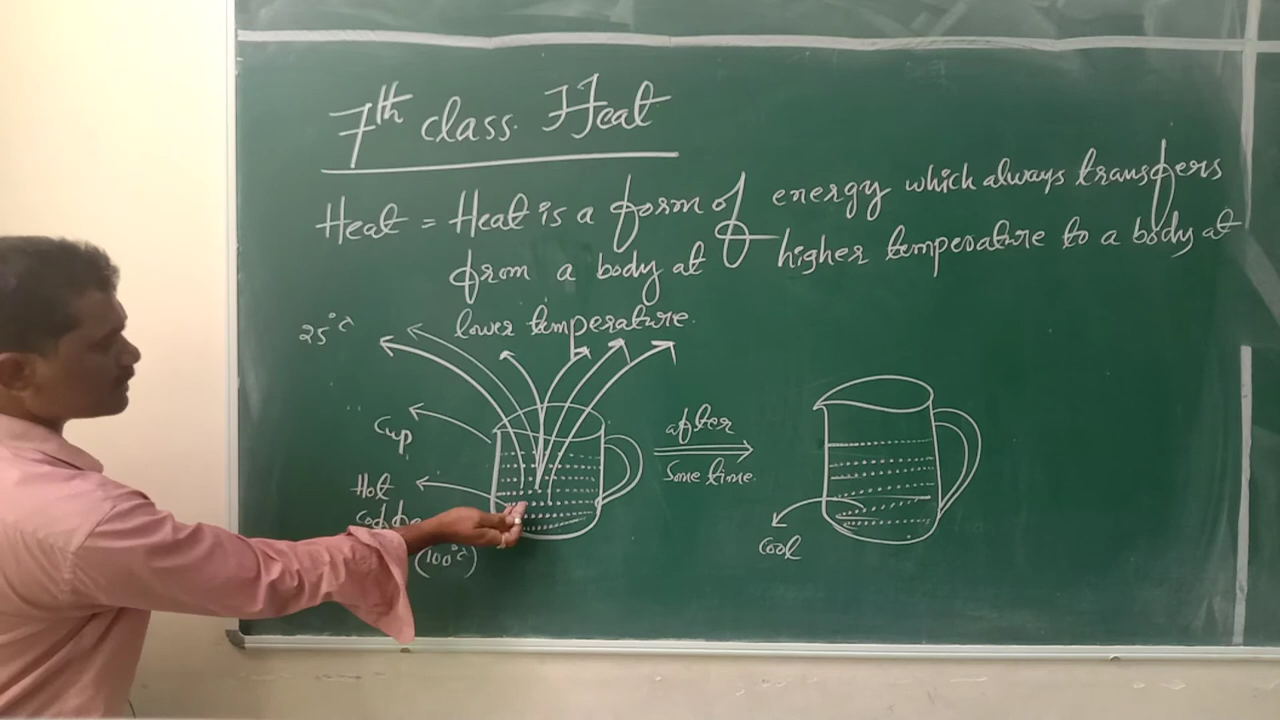 7th class. Heat
Heat = Heat is a form of energy which always transfers
from a body at higher temperature to a body at
lower temperature.
25°C
Cup
Hot
(100°C)
after
Some time.
Cool